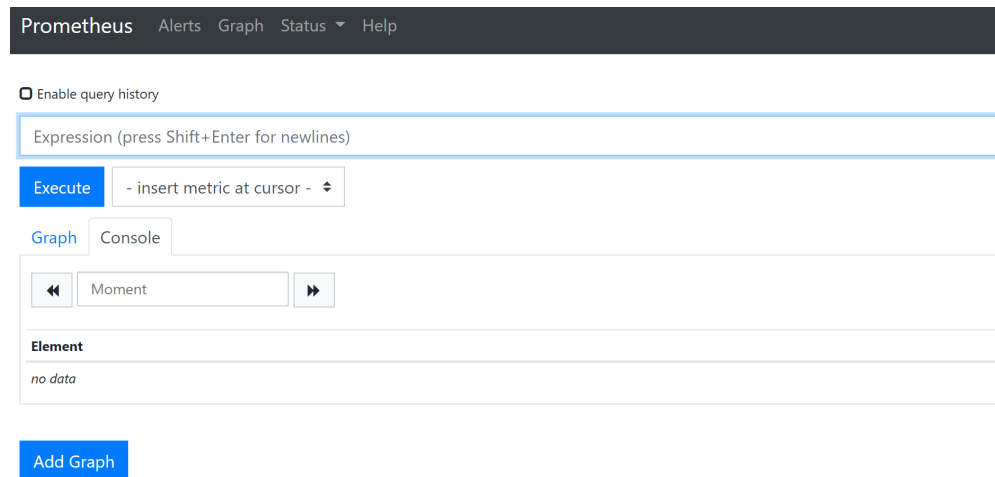 Prometheus Alerts Graph Status Help
Enable query history
Expression (press Shift+Enter for newlines)
Execute - insert metric at cursor -
Graph Console
Moment
Element
no data
Add Graph